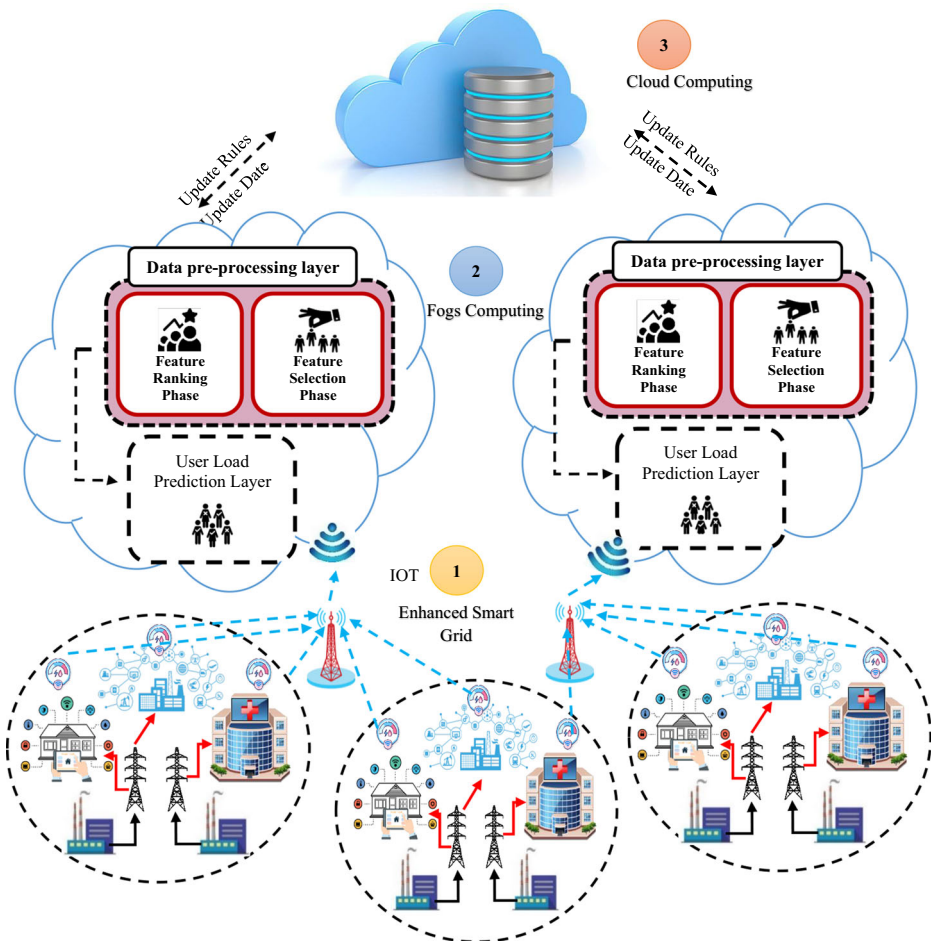 3
Cloud Computing
Update Rules
Update Date
Update Rules
Update Date
Data pre-processing layer
Feature
Ranking
Phase
Feature
Selection
Phase
User Load
Prediction Layer
2
Fogs Computing
Data pre-processing layer
Feature
Ranking
Phase
Feature
Selection
Phase
User Load
Prediction Layer
IOT
1
Enhanced Smart
Grid